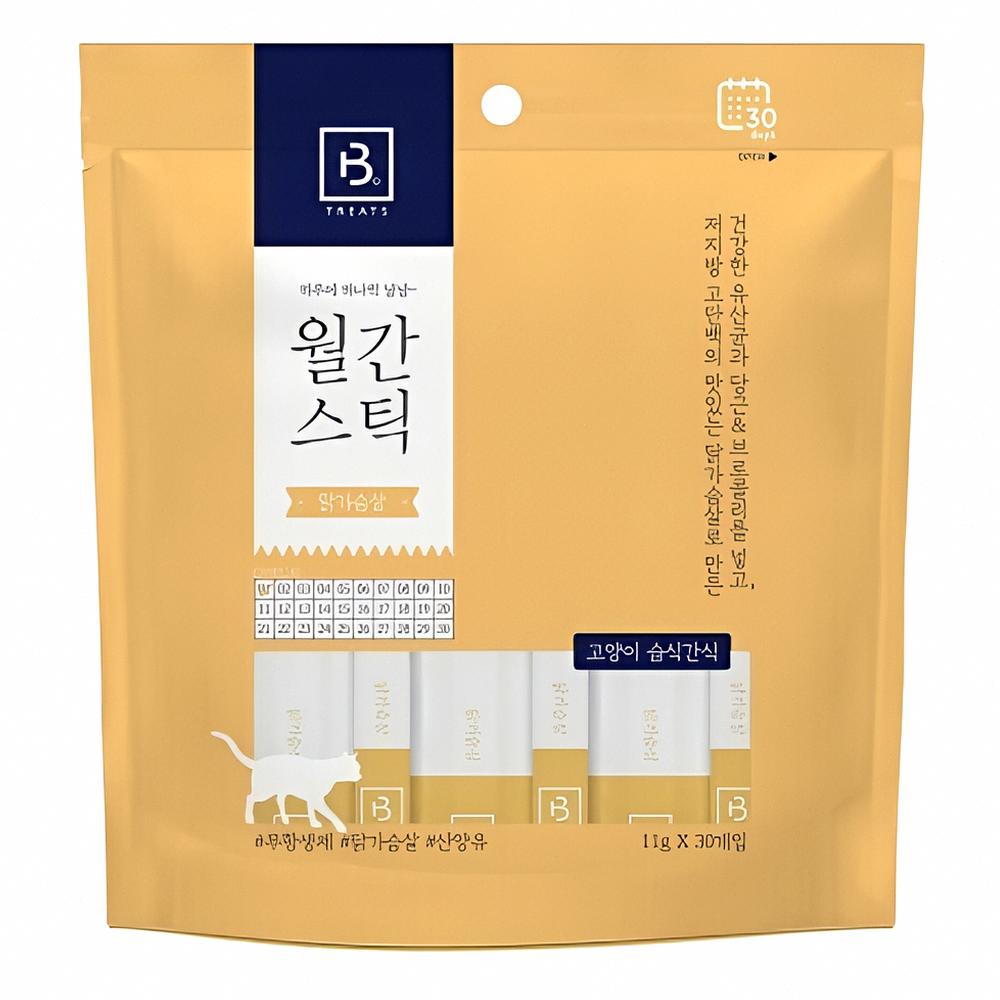 B.
TREATS
월간
스틱
닭가슴살
30
days
건강한 유산균과 당근&브로콜리를 넣고,
저지방 고단백의 맛있는 닭가슴살로 만든
02 03 04 05 06 07 08 09 10
11 12 13 14 15 16 17 18 19 20
21 22 23 24 25 26 27 28 29 30
고양이 습식간식
B
B
B
#무항생제 #닭가슴살 #산양유
11g X 30개입